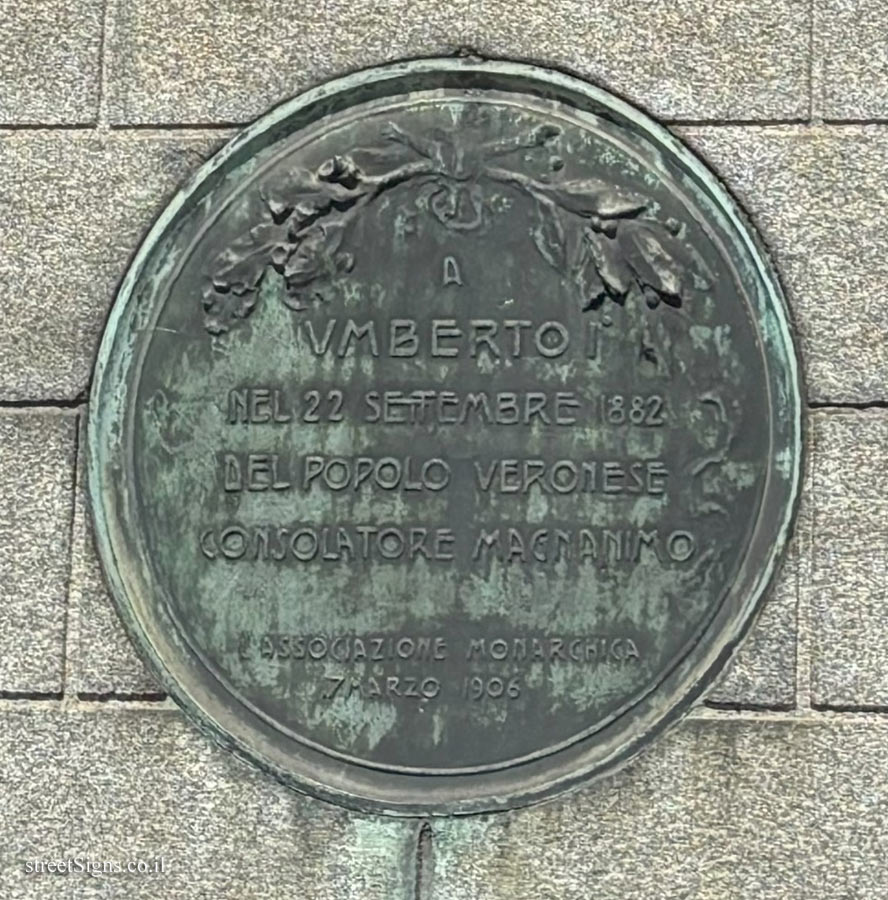 A
VMBERTO I
NEL 22 SETTEMBRE 1882
DEL POPOLO VERONESE
CONSOLATORE MAGNANIMO
L'ASSOCIAZIONE MONARCHICA
7 MARZO 1906
streetSigns.co.il